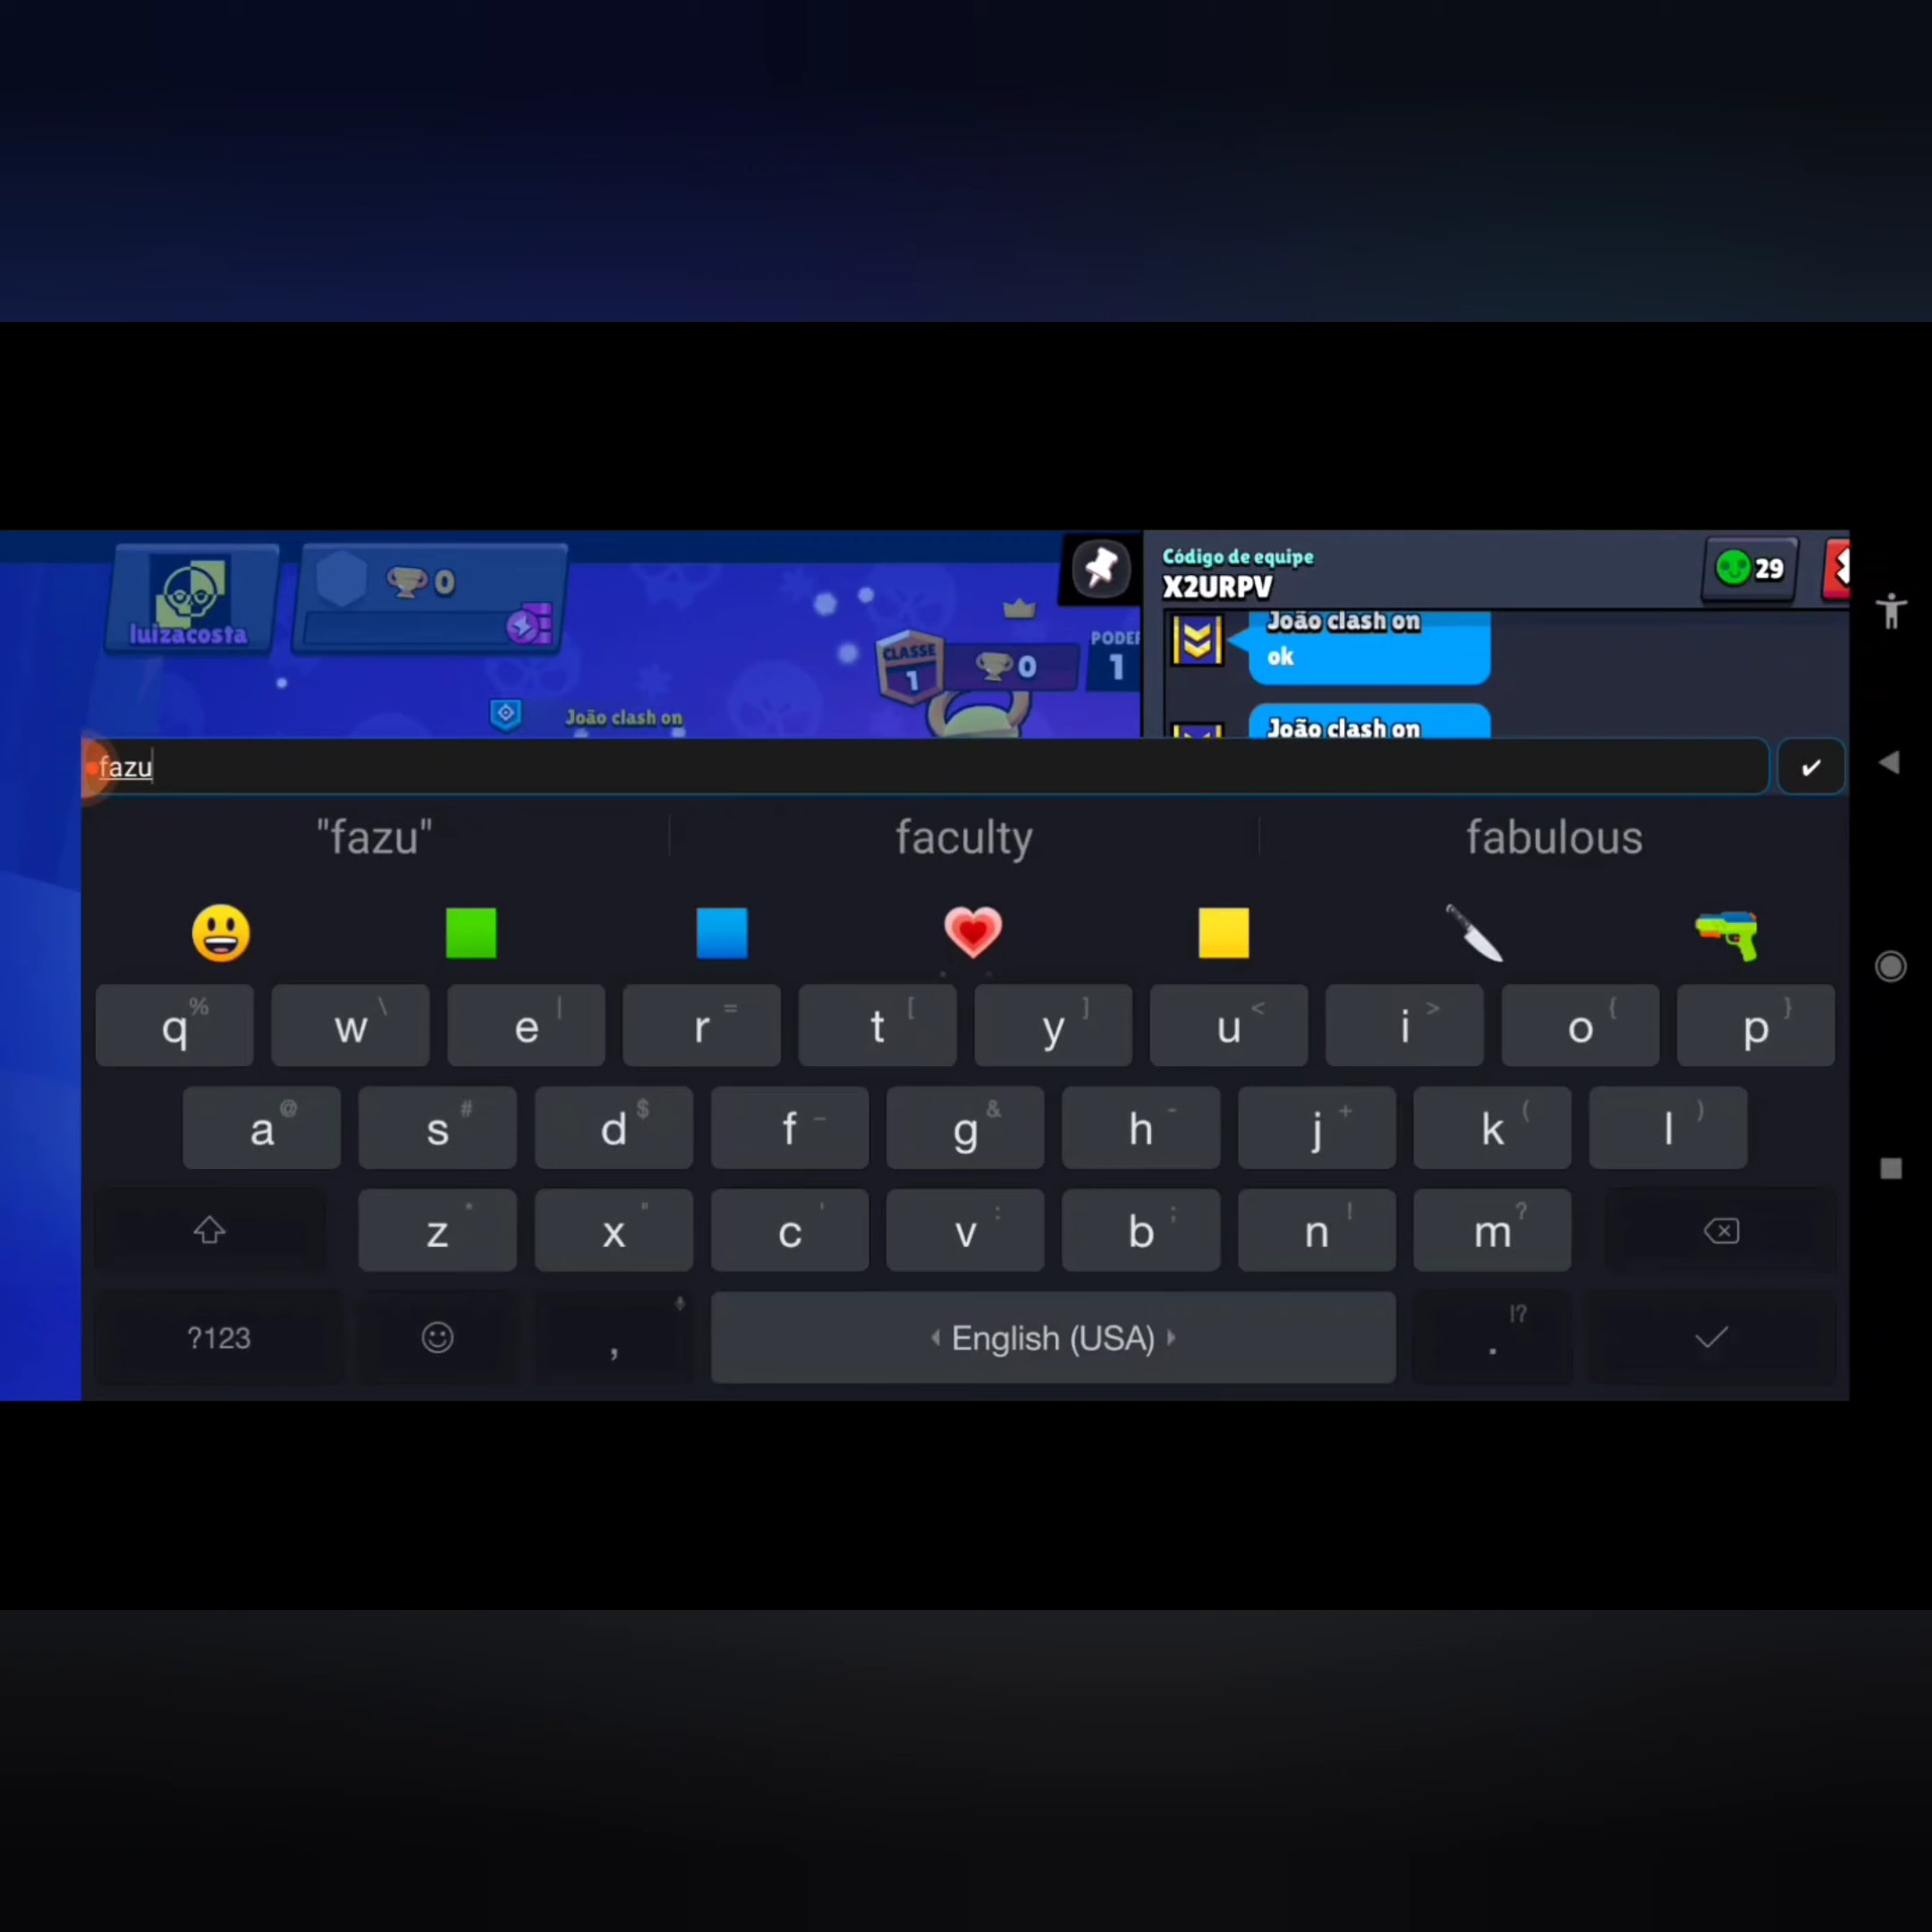 luizacosta
0
Código de equipe
X2URPV
29
João clash on
ok
CLASSE
1
0
PODER
1
João clash on
João clash on
fazu
"fazu" faculty fabulous
q % w \ e | r = t [ y ] u < i > o { p }
a @ s # d $ f _ g & h - j + k ( l )
z * x " c ' v : b ; n ! m ?
?123 , English (USA) . !?